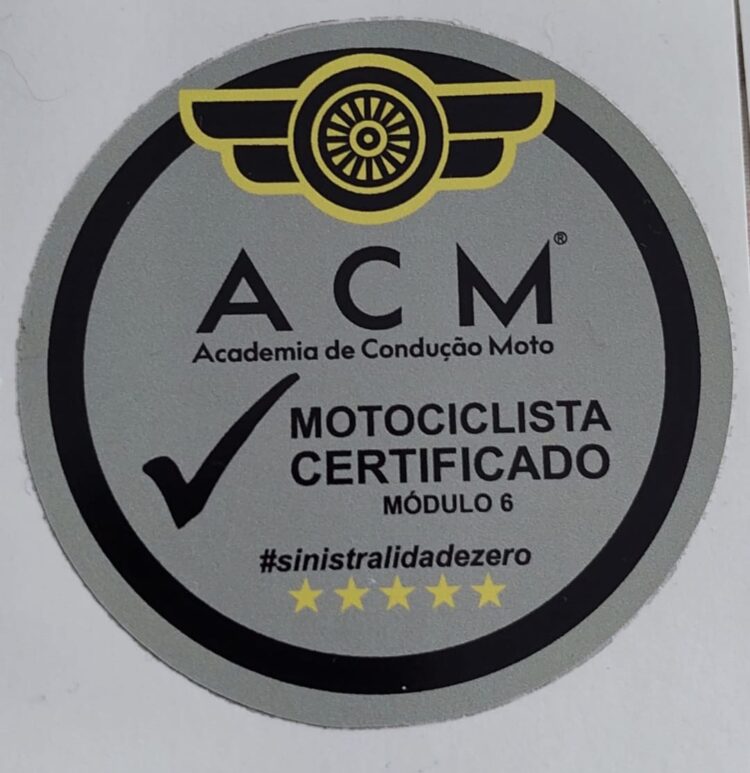 ACM®
Academia de Condução Moto
MOTOCICLISTA
CERTIFICADO
MÓDULO 6
#sinistralidadezero